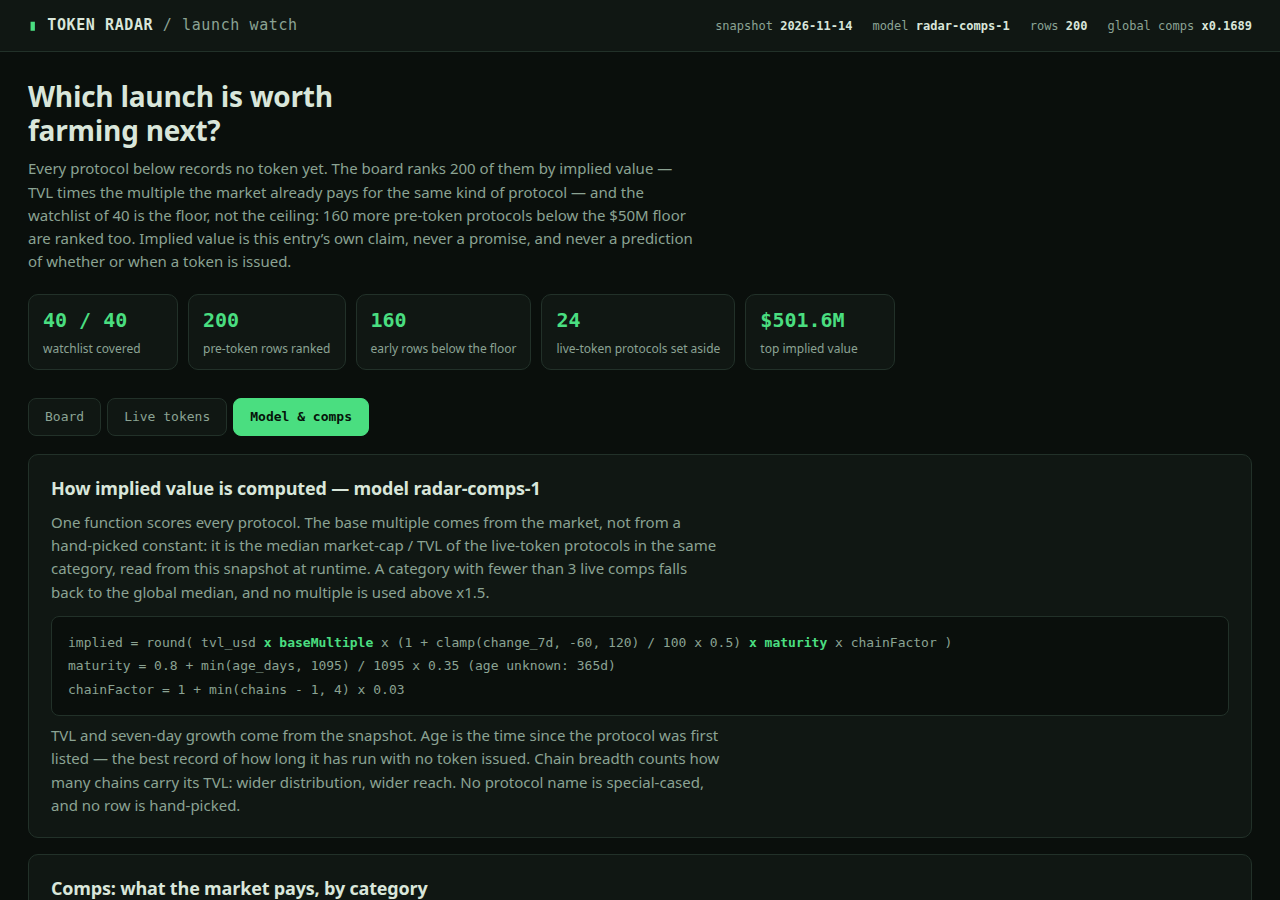 TOKEN RADAR / launch watch
snapshot 2026-11-14 model radar-comps-1 rows 200 global comps x0.1689
Which launch is worth
farming next?
Every protocol below records no token yet. The board ranks 200 of them by implied value —
TVL times the multiple the market already pays for the same kind of protocol — and the
watchlist of 40 is the floor, not the ceiling: 160 more pre-token protocols below the $50M floor
are ranked too. Implied value is this entry’s own claim, never a promise, and never a prediction
of whether or when a token is issued.
40 / 40
watchlist covered
200
pre-token rows ranked
160
early rows below the floor
24
live-token protocols set aside
$501.6M
top implied value
Board
Live tokens
Model & comps
How implied value is computed — model radar-comps-1
One function scores every protocol. The base multiple comes from the market, not from a
hand-picked constant: it is the median market-cap / TVL of the live-token protocols in the same
category, read from this snapshot at runtime. A category with fewer than 3 live comps falls
back to the global median, and no multiple is used above x1.5.
implied = round( tvl_usd x baseMultiple x (1 + clamp(change_7d, -60, 120) / 100 x 0.5) x maturity x chainFactor )
maturity = 0.8 + min(age_days, 1095) / 1095 x 0.35 (age unknown: 365d)
chainFactor = 1 + min(chains - 1, 4) x 0.03
TVL and seven-day growth come from the snapshot. Age is the time since the protocol was first
listed — the best record of how long it has run with no token issued. Chain breadth counts how
many chains carry its TVL: wider distribution, wider reach. No protocol name is special-cased,
and no row is hand-picked.
Comps: what the market pays, by category